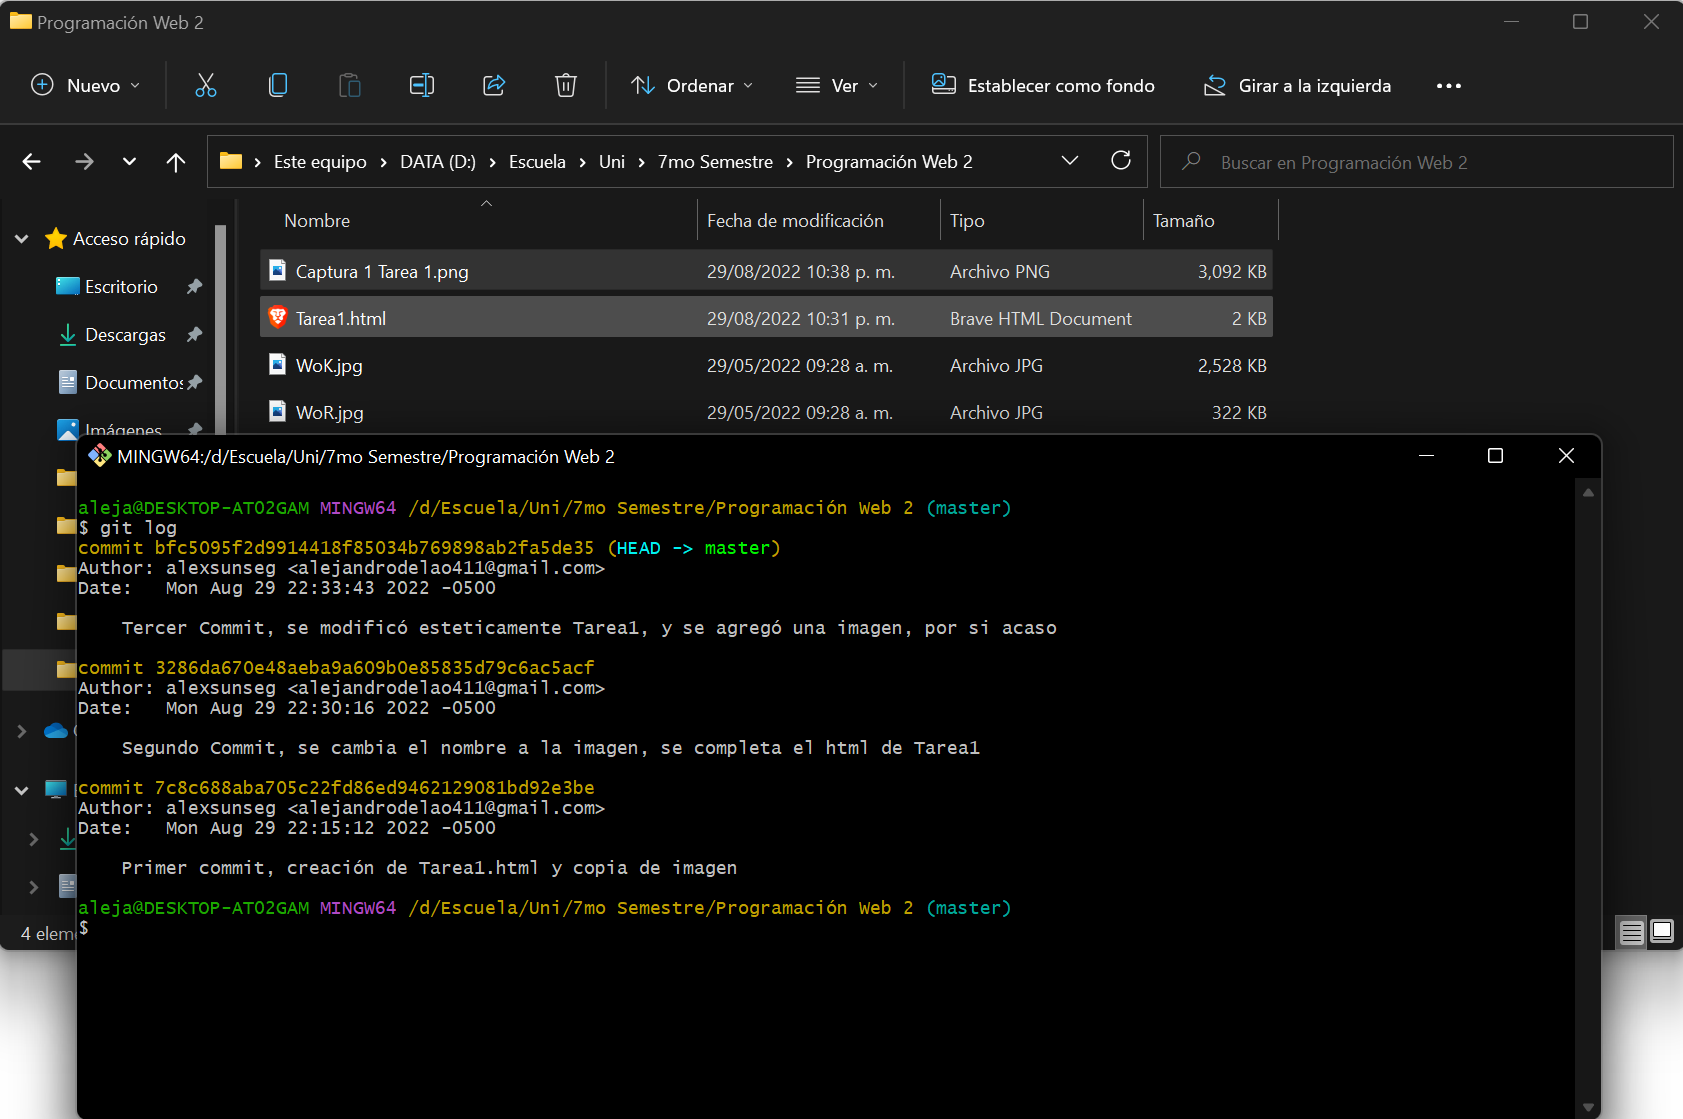 Programación Web 2
Nuevo
Ordenar
Ver
Establecer como fondo
Girar a la izquierda
Este equipo > DATA (D:) > Escuela > Uni > 7mo Semestre > Programación Web 2
Buscar en Programación Web 2
Nombre Fecha de modificación Tipo Tamaño
Acceso rápido
Escritorio
Descargas
Documentos
Imágenes
Captura 1 Tarea 1.png 29/08/2022 10:38 p. m. Archivo PNG 3,092 KB
Tarea1.html 29/08/2022 10:31 p. m. Brave HTML Document 2 KB
WoK.jpg 29/05/2022 09:28 a. m. Archivo JPG 2,528 KB
WoR.jpg 29/05/2022 09:28 a. m. Archivo JPG 322 KB
MINGW64:/d/Escuela/Uni/7mo Semestre/Programación Web 2
aleja@DESKTOP-AT02GAM MINGW64 /d/Escuela/Uni/7mo Semestre/Programación Web 2 (master)
$ git log
commit bfc5095f2d9914418f85034b769898ab2fa5de35 (HEAD -> master)
Author: alexsunseg <alejandrodelao411@gmail.com>
Date:   Mon Aug 29 22:33:43 2022 -0500
Tercer Commit, se modificó esteticamente Tarea1, y se agregó una imagen, por si acaso
commit 3286da670e48aeba9a609b0e85835d79c6ac5acf
Author: alexsunseg <alejandrodelao411@gmail.com>
Date:   Mon Aug 29 22:30:16 2022 -0500
Segundo Commit, se cambia el nombre a la imagen, se completa el html de Tarea1
commit 7c8c688aba705c22fd86ed9462129081bd92e3be
Author: alexsunseg <alejandrodelao411@gmail.com>
Date:   Mon Aug 29 22:15:12 2022 -0500
Primer commit, creación de Tarea1.html y copia de imagen
aleja@DESKTOP-AT02GAM MINGW64 /d/Escuela/Uni/7mo Semestre/Programación Web 2 (master)
$
4 elem